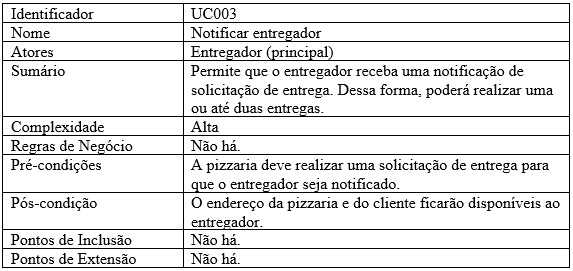 Identificador UC003
Nome Notificar entregador
Atores Entregador (principal)
Sumário Permite que o entregador receba uma notificação de
solicitação de entrega. Dessa forma, poderá realizar uma
ou até duas entregas.
Complexidade Alta
Regras de Negócio Não há.
Pré-condições A pizzaria deve realizar uma solicitação de entrega para
que o entregador seja notificado.
Pós-condição O endereço da pizzaria e do cliente ficarão disponíveis ao
entregador.
Pontos de Inclusão Não há.
Pontos de Extensão Não há.